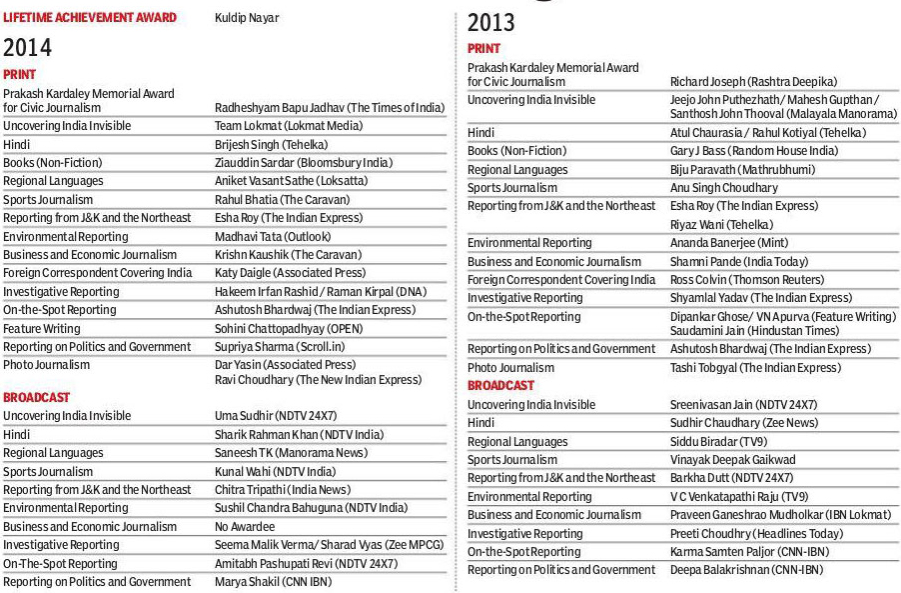 LIFETIME ACHIEVEMENT AWARD Kuldip Nayar
2014
PRINT
Prakash Kardaley Memorial Award
for Civic Journalism Radheshyam Bapu Jadhav (The Times of India)
Uncovering India Invisible Team Lokmat (Lokmat Media)
Hindi Brijesh Singh (Tehelka)
Books (Non-Fiction) Ziauddin Sardar (Bloomsbury India)
Regional Languages Aniket Vasant Sathe (Loksatta)
Sports Journalism Rahul Bhatia (The Caravan)
Reporting from J&K and the Northeast Esha Roy (The Indian Express)
Environmental Reporting Madhavi Tata (Outlook)
Business and Economic Journalism Krishn Kaushik (The Caravan)
Foreign Correspondent Covering India Katy Daigle (Associated Press)
Investigative Reporting Hakeem Irfan Rashid / Raman Kirpal (DNA)
On-the-Spot Reporting Ashutosh Bhardwaj (The Indian Express)
Feature Writing Sohini Chattopadhyay (OPEN)
Reporting on Politics and Government Supriya Sharma (Scroll.in)
Photo Journalism Dar Yasin (Associated Press)
Ravi Choudhary (The New Indian Express)
BROADCAST
Uncovering India Invisible Uma Sudhir (NDTV 24X7)
Hindi Sharik Rahman Khan (NDTV India)
Regional Languages Saneesh TK (Manorama News)
Sports Journalism Kunal Wahi (NDTV India)
Reporting from J&K and the Northeast Chitra Tripathi (India News)
Environmental Reporting Sushil Chandra Bahuguna (NDTV India)
Business and Economic Journalism No Awardee
Investigative Reporting Seema Malik Verma/ Sharad Vyas (Zee MPCG)
On-The-Spot Reporting Amitabh Pashupati Revi (NDTV 24X7)
Reporting on Politics and Government Marya Shakil (CNN IBN)
2013
PRINT
Prakash Kardaley Memorial Award
for Civic Journalism Richard Joseph (Rashtra Deepika)
Uncovering India Invisible Jeejo John Puthezhath/ Mahesh Gupthan /
Santhosh John Thooval (Malayala Manorama)
Hindi Atul Chaurasia / Rahul Kotiyal (Tehelka)
Books (Non-Fiction) Gary J Bass (Random House India)
Regional Languages Biju Paravath (Mathrubhumi)
Sports Journalism Anu Singh Choudhary
Reporting from J&K and the Northeast Esha Roy (The Indian Express)
Riyaz Wani (Tehelka)
Environmental Reporting Ananda Banerjee (Mint)
Business and Economic Journalism Shamni Pande (India Today)
Foreign Correspondent Covering India Ross Colvin (Thomson Reuters)
Investigative Reporting Shyamlal Yadav (The Indian Express)
On-the-Spot Reporting Dipankar Ghose/ VN Apurva (Feature Writing)
Saudamini Jain (Hindustan Times)
Reporting on Politics and Government Ashutosh Bhardwaj (The Indian Express)
Photo Journalism Tashi Tobgyal (The Indian Express)
BROADCAST
Uncovering India Invisible Sreenivasan Jain (NDTV 24X7)
Hindi Sudhir Chaudhary (Zee News)
Regional Languages Siddu Biradar (TV9)
Sports Journalism Vinayak Deepak Gaikwad
Reporting from J&K and the Northeast Barkha Dutt (NDTV 24X7)
Environmental Reporting V C Venkatapathi Raju (TV9)
Business and Economic Journalism Praveen Ganeshrao Mudholkar (IBN Lokmat)
Investigative Reporting Preeti Choudhry (Headlines Today)
On-the-Spot Reporting Karma Samten Paljor (CNN-IBN)
Reporting on Politics and Government Deepa Balakrishnan (CNN-IBN)